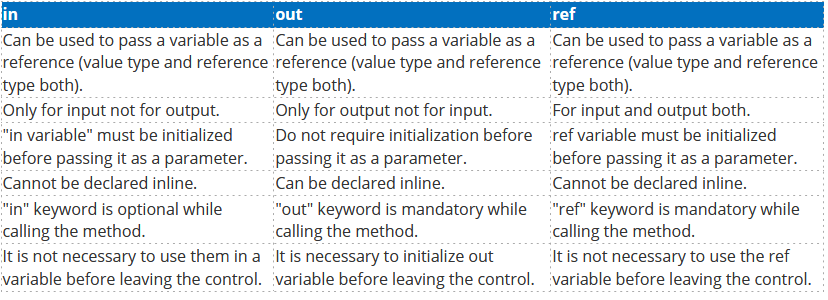 in out ref
Can be used to pass a variable as a Can be used to pass a variable as a Can be used to pass a variable as a
reference (value type and reference reference (value type and reference reference (value type and reference
type both). type both). type both).
Only for input not for output. Only for output not for input. For input and output both.
"in variable" must be initialized Do not require initialization before ref variable must be initialized
before passing it as a parameter. passing it as a parameter. before passing it as a parameter.
Cannot be declared inline. Can be declared inline. Cannot be declared inline.
"in" keyword is optional while "out" keyword is mandatory while "ref" keyword is mandatory while
calling the method. calling the method. calling the method.
It is not necessary to use them in a It is necessary to initialize out It is not necessary to use the ref
variable before leaving the control. variable before leaving the control. variable before leaving the control.